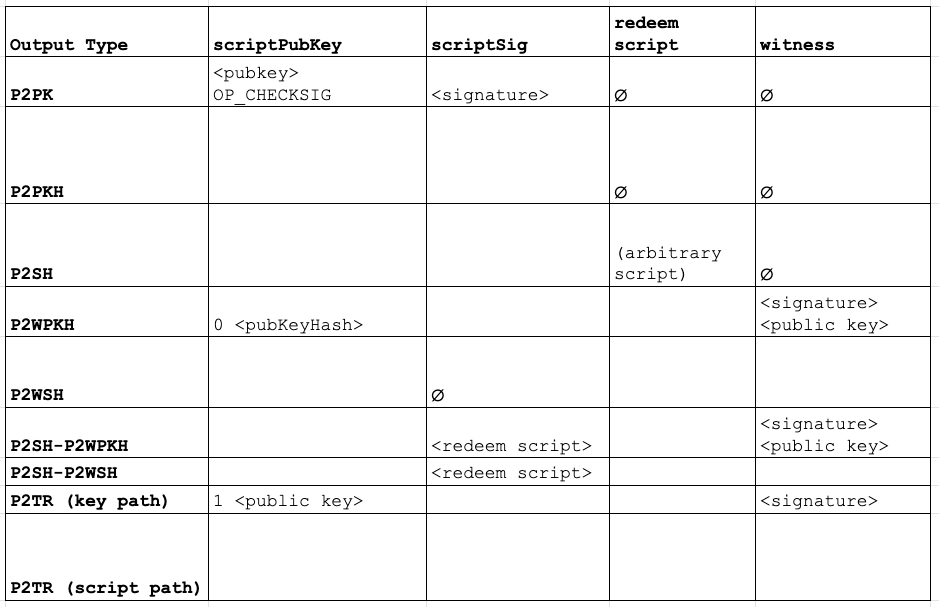 Output Type scriptPubKey scriptSig redeem script witness
P2PK <pubkey> OP_CHECKSIG <signature> ∅ ∅
P2PKH ∅ ∅
P2SH (arbitrary script) ∅
P2WPKH 0 <pubKeyHash> <signature> <public key>
P2WSH ∅
P2SH-P2WPKH <redeem script> <signature> <public key>
P2SH-P2WSH <redeem script>
P2TR (key path) 1 <public key> <signature>
P2TR (script path)